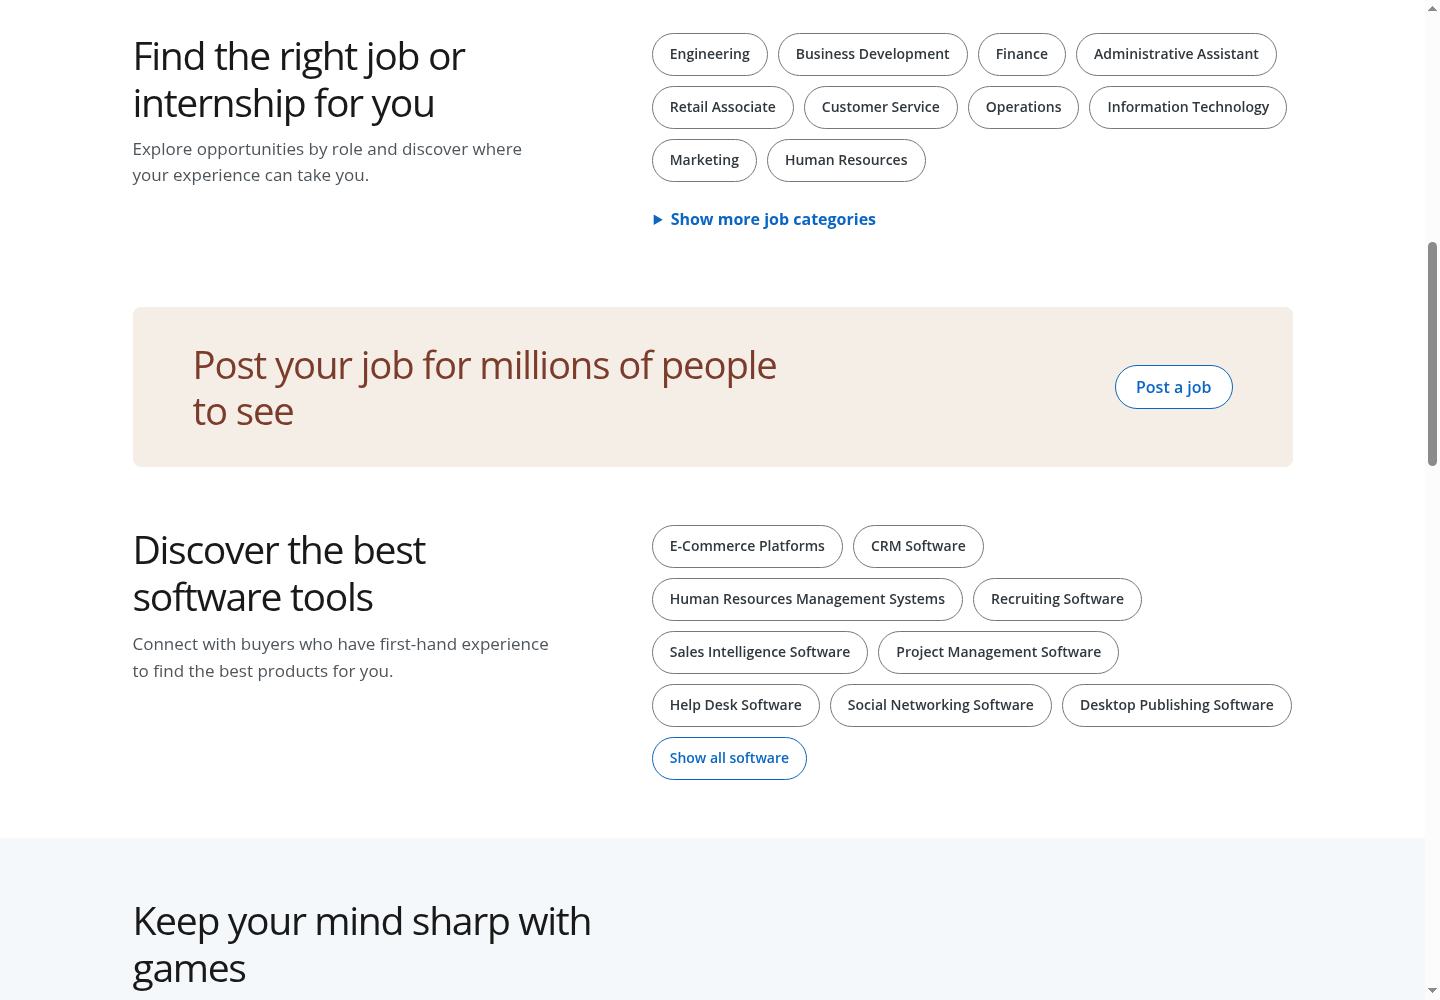 Find the right job or
internship for you
Explore opportunities by role and discover where
your experience can take you.
Engineering
Business Development
Finance
Administrative Assistant
Retail Associate
Customer Service
Operations
Information Technology
Marketing
Human Resources
Show more job categories
Post your job for millions of people
to see
Post a job
Discover the best
software tools
Connect with buyers who have first-hand experience
to find the best products for you.
E-Commerce Platforms
CRM Software
Human Resources Management Systems
Recruiting Software
Sales Intelligence Software
Project Management Software
Help Desk Software
Social Networking Software
Desktop Publishing Software
Show all software
Keep your mind sharp with
games